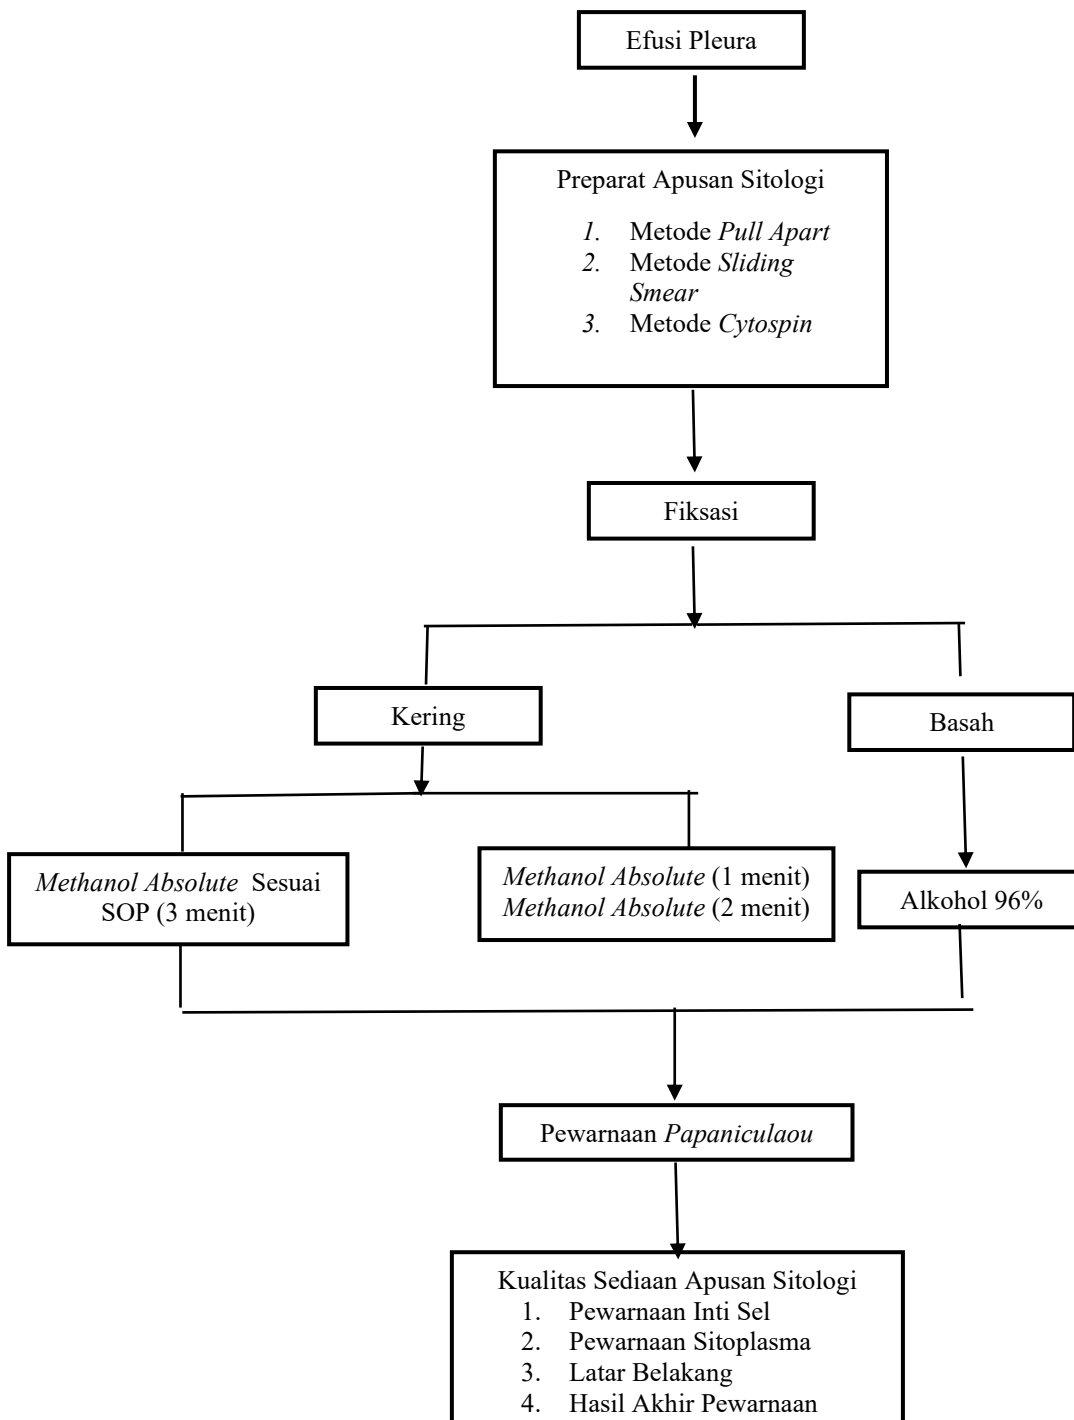 Efusi Pleura
Preparat Apusan Sitologi
1. Metode Pull Apart
2. Metode Sliding
Smear
3. Metode Cytospin
Fiksasi
Kering
Basah
Methanol Absolute Sesuai
SOP (3 menit)
Methanol Absolute (1 menit)
Methanol Absolute (2 menit)
Alkohol 96%
Pewarnaan Papaniculaou
Kualitas Sediaan Apusan Sitologi
1. Pewarnaan Inti Sel
2. Pewarnaan Sitoplasma
3. Latar Belakang
4. Hasil Akhir Pewarnaan